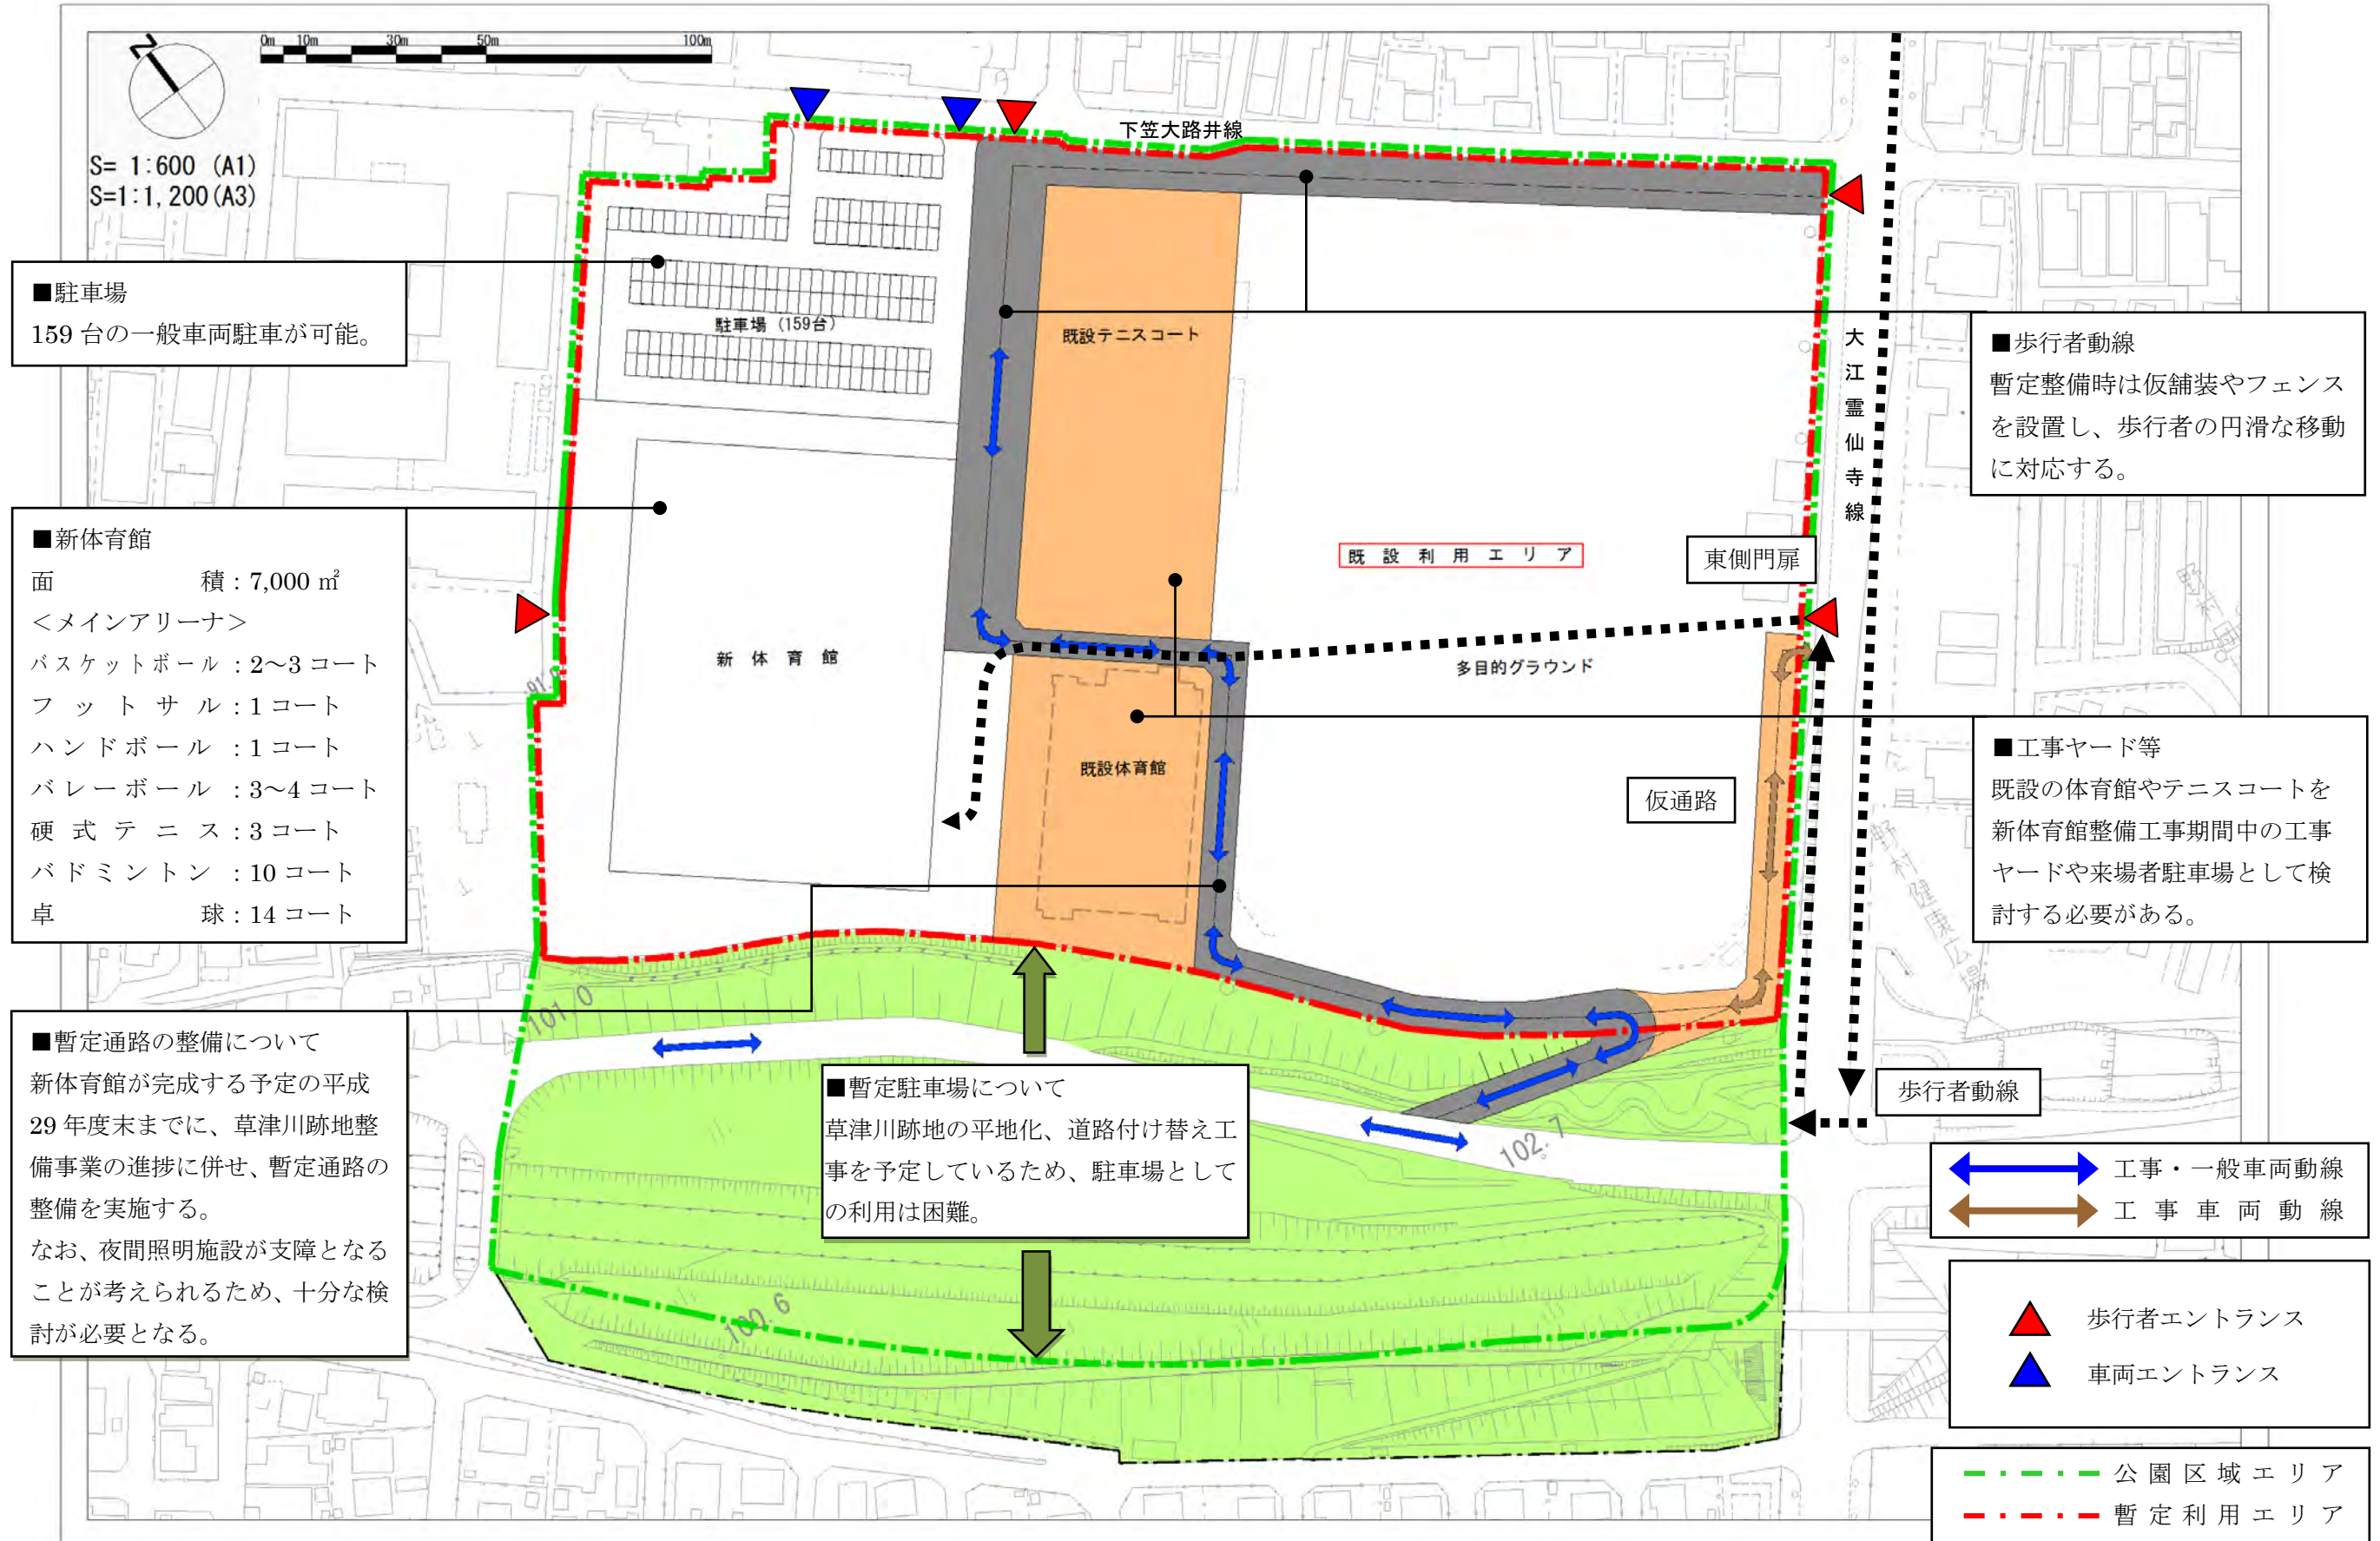 N
0m 10m 30m 50m 100m
S= 1:600 (A1)
S=1:1,200(A3)
下笠大路井線
■駐車場
159 台の一般車両駐車が可能。
駐車場 (159台)
既設テニスコート
大江霊仙寺線
■歩行者動線
暫定整備時は仮舗装やフェンス
を設置し、歩行者の円滑な移動
に対応する。
■新体育館
面積：7,000 ㎡
＜メインアリーナ＞
バスケットボール：2～3 コート
フットサル：1 コート
ハンドボール：1 コート
バレーボール：3～4 コート
硬式テニス：3 コート
バドミントン：10 コート
卓球：14 コート
既設利用エリア
東側門扉
新体育館
多目的グラウンド
既設体育館
仮通路
■工事ヤード等
既設の体育館やテニスコートを
新体育館整備工事期間中の工事
ヤードや来場者駐車場として検
討する必要がある。
野村健康広場
101.0
■暫定通路の整備について
新体育館が完成する予定の平成
29 年度末までに、草津川跡地整
備事業の進捗に併せ、暫定通路の
整備を実施する。
なお、夜間照明施設が支障となる
ことが考えられるため、十分な検
討が必要となる。
■暫定駐車場について
草津川跡地の平地化、道路付け替え工
事を予定しているため、駐車場として
の利用は困難。
102.7
100.6
歩行者動線
工事・一般車両動線
工事車両動線
歩行者エントランス
車両エントランス
公園区域エリア
暫定利用エリア